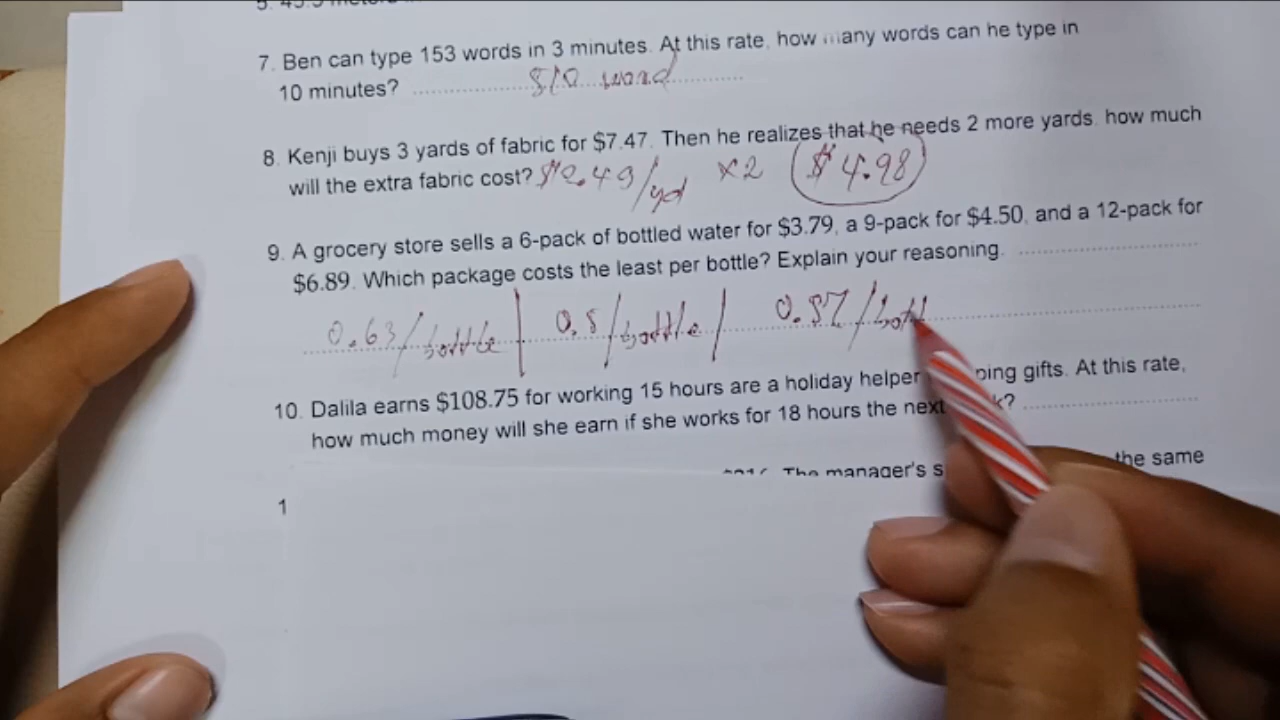 7. Ben can type 153 words in 3 minutes. At this rate, how many words can he type in
10 minutes? 510 word
8. Kenji buys 3 yards of fabric for $7.47. Then he realizes that he needs 2 more yards. how much
will the extra fabric cost? $2.49/yd ×2 $4.98
9. A grocery store sells a 6-pack of bottled water for $3.79, a 9-pack for $4.50, and a 12-pack for
$6.89. Which package costs the least per bottle? Explain your reasoning.
0.63/bottle | 0.5/bottle | 0.57/bottl
10. Dalila earns $108.75 for working 15 hours are a holiday helper ping gifts. At this rate,
how much money will she earn if she works for 18 hours the next k?
The manager's s the same
1